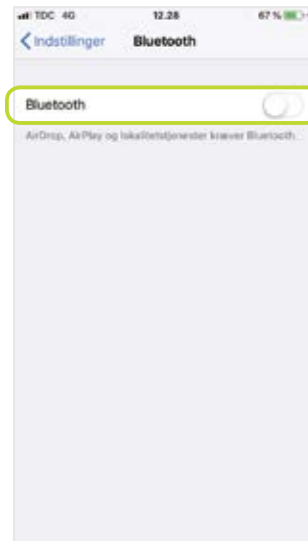 TDC 4G 12.28 67 %
Indstillinger Bluetooth
Bluetooth
AirDrop, AirPlay og lokalitetstjenester kræver Bluetooth.